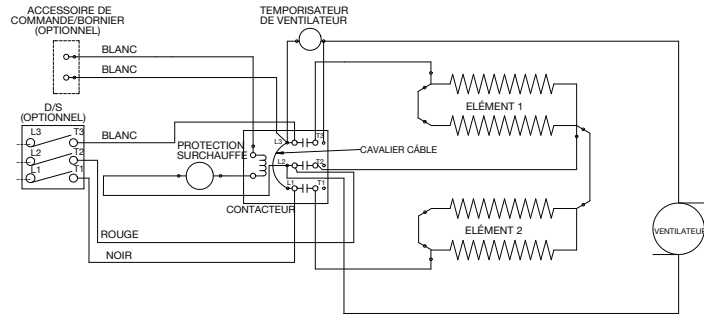 ACCESSOIRE DE
COMMANDE/BORNIER
(OPTIONNEL)
TEMPORISATEUR
DE VENTILATEUR
BLANC
BLANC
ELÉMENT 1
D/S
(OPTIONNEL)
L3 T3
L2 T2
L1 T1
BLANC
PROTECTION
SURCHAUFFE
L3 T3
L2 T2
L1 T1
CAVALIER CÁBLE
CONTACTEUR
ROUGE
NOIR
ELÉMENT 2
VENTILATEUR